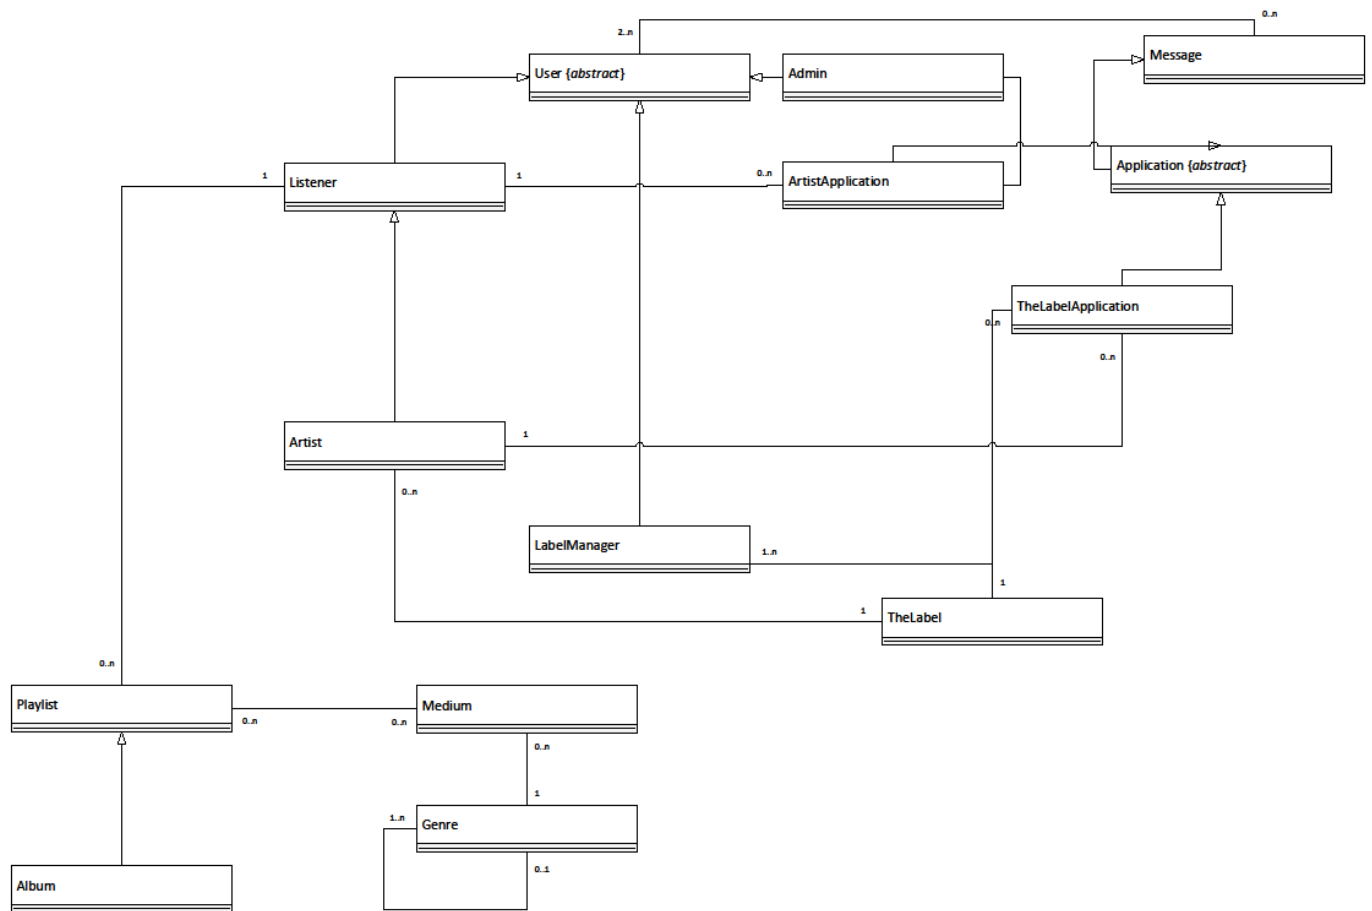 0..n
2..n
User {abstract}
Admin
Message
1
Listener
1
0..n
ArtistApplication
Application {abstract}
TheLabelApplication
0..n
0..n
Artist
1
0..n
LabelManager
1..n
1
1
TheLabel
0..n
Playlist
0..n
0..n
Medium
0..n
1
1..n
Genre
0..1
Album